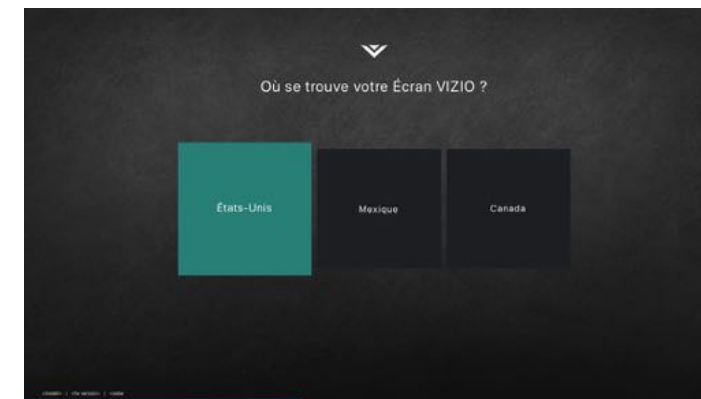 Où se trouve votre Écran VIZIO ?
États-Unis
Mexique
Canada